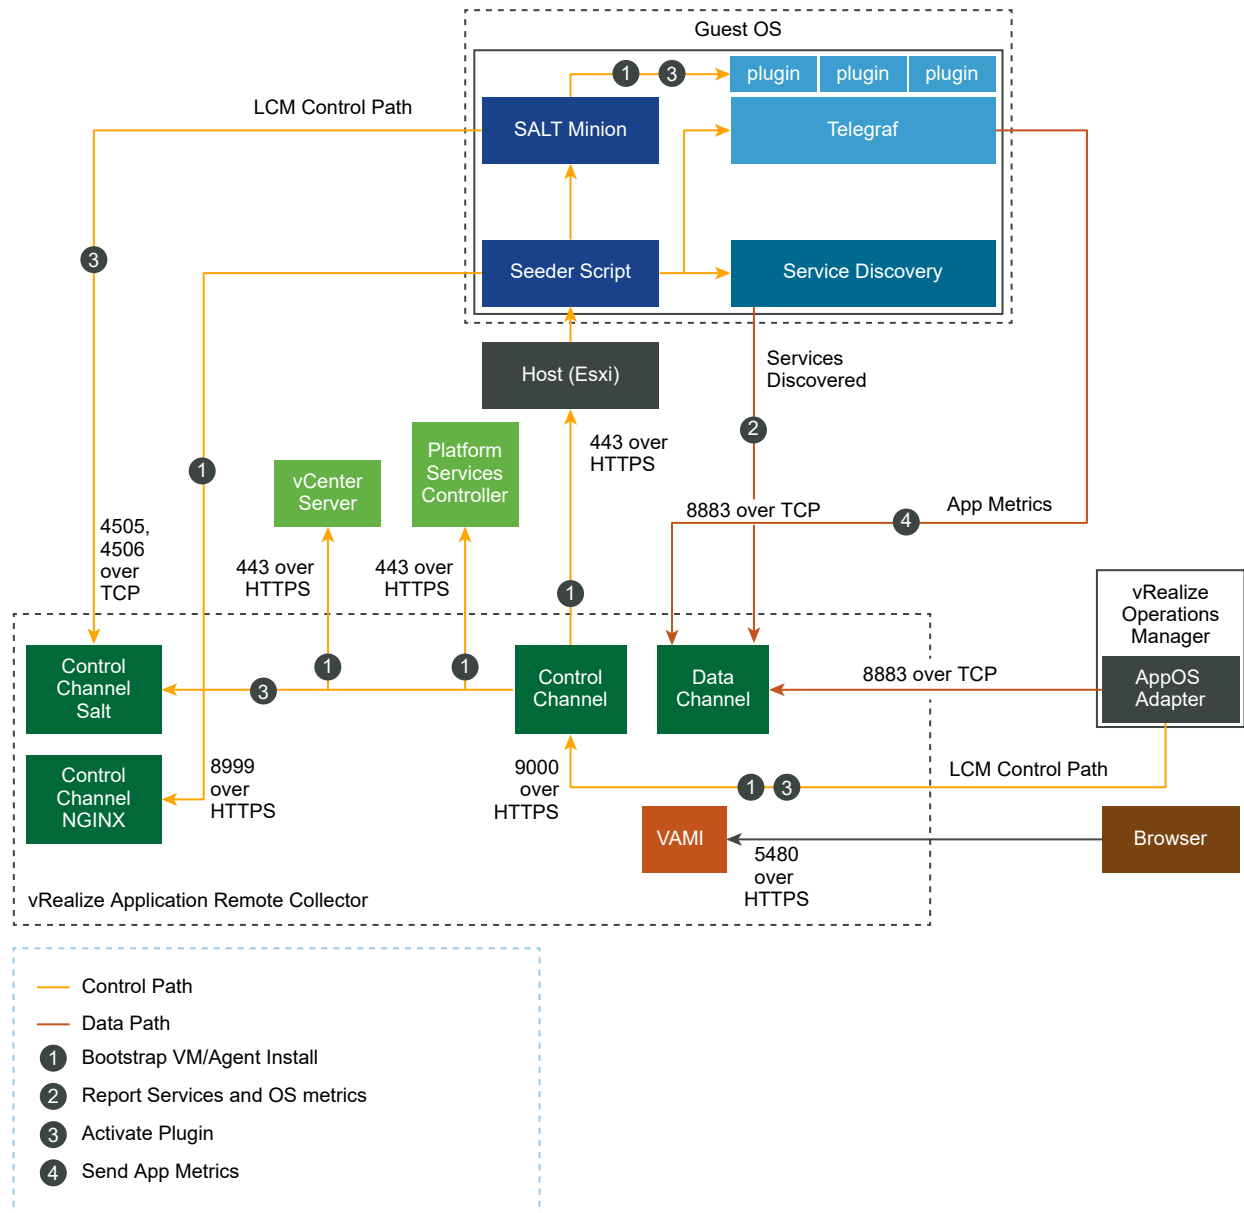 Guest OS
1
3
plugin
plugin
plugin
LCM Control Path
SALT Minion
Telegraf
3
Seeder Script
Service Discovery
Host (Esxi)
Services
Discovered
2
1
443 over
HTTPS
Platform
Services
Controller
vCenter
Server
8883 over TCP
4
App Metrics
4505,
4506
over
TCP
443 over
HTTPS
443 over
HTTPS
1
vRealize
Operations
Manager
AppOS
Adapter
Control
Channel
Salt
3
1
1
Control
Channel
Data
Channel
8883 over TCP
Control
Channel
NGINX
8999
over
HTTPS
9000
over
HTTPS
1
3
LCM Control Path
VAMI
5480
over
HTTPS
Browser
vRealize Application Remote Collector
Control Path
Data Path
1 Bootstrap VM/Agent Install
2 Report Services and OS metrics
3 Activate Plugin
4 Send App Metrics